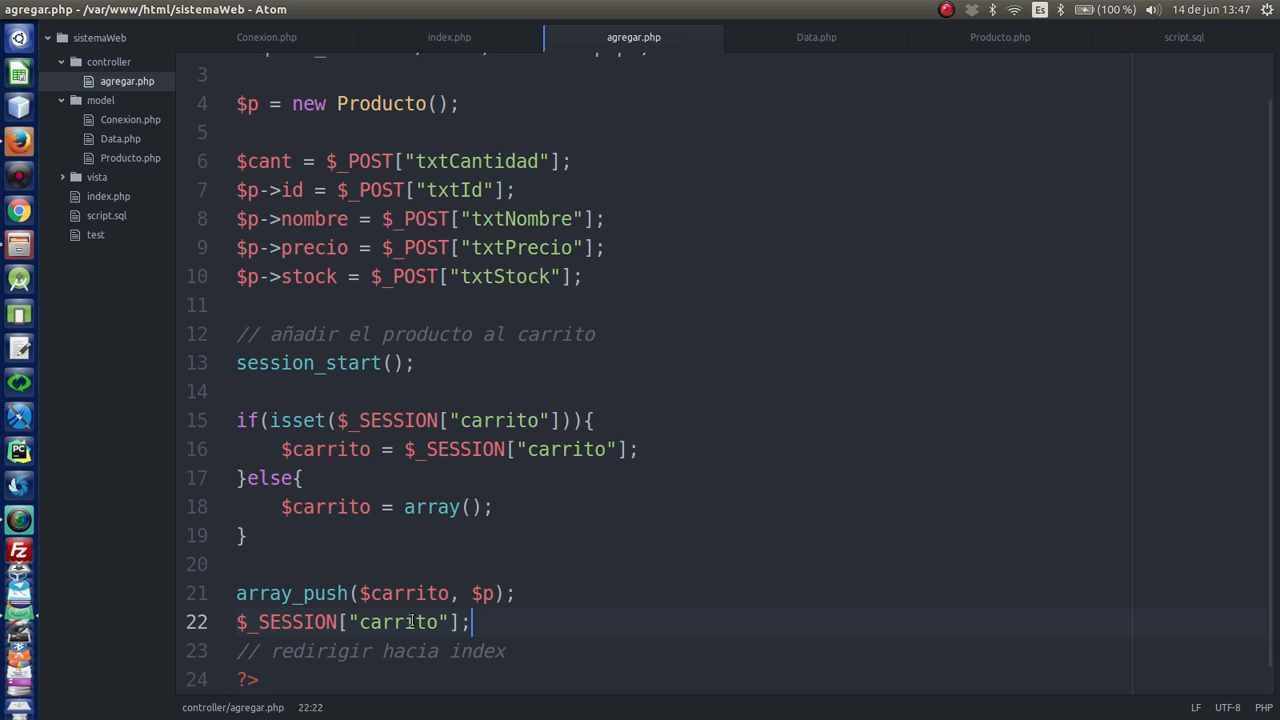 agregar.php - /var/www/html/sistemaWeb - Atom
Es
(100 %)
14 de jun 13:47
sistemaWeb
controller
agregar.php
model
Conexion.php
Data.php
Producto.php
vista
index.php
script.sql
test
Conexion.php
index.php
agregar.php
Data.php
Producto.php
script.sql
3
4 $p = new Producto();
5
6 $cant = $_POST["txtCantidad"];
7 $p->id = $_POST["txtId"];
8 $p->nombre = $_POST["txtNombre"];
9 $p->precio = $_POST["txtPrecio"];
10 $p->stock = $_POST["txtStock"];
11
12 // añadir el producto al carrito
13 session_start();
14
15 if(isset($_SESSION["carrito"])){
16 $carrito = $_SESSION["carrito"];
17 }else{
18 $carrito = array();
19 }
20
21 array_push($carrito, $p);
22 $_SESSION["carrito"];
23 // redirigir hacia index
24 ?>
controller/agregar.php 22:22
LF UTF-8 PHP
PC
Fz